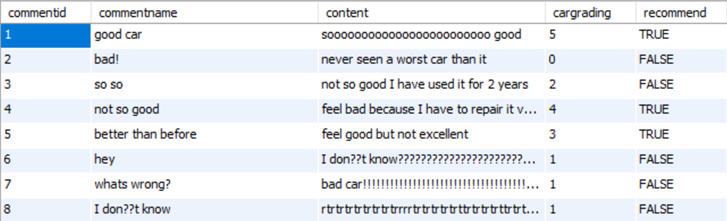 commentid commentname content cargrading recommend
1 good car soooooooooooooooooooooooo good 5 TRUE
2 bad! never seen a worst car than it 0 FALSE
3 so so not so good I have used it for 2 years 2 FALSE
4 not so good feel bad because I have to repair it v... 4 TRUE
5 better than before feel good but not excellent 3 TRUE
6 hey I don??t know??????????????????????... 1 FALSE
7 whats wrong? bad car!!!!!!!!!!!!!!!!!!!!!!!!!!!!!!!!!!!!!!... 1 FALSE
8 I don??t know rtrtrtrtrtrtrtrtrrrrtrtrtrtrttrtrtrttrtrt... 1 FALSE